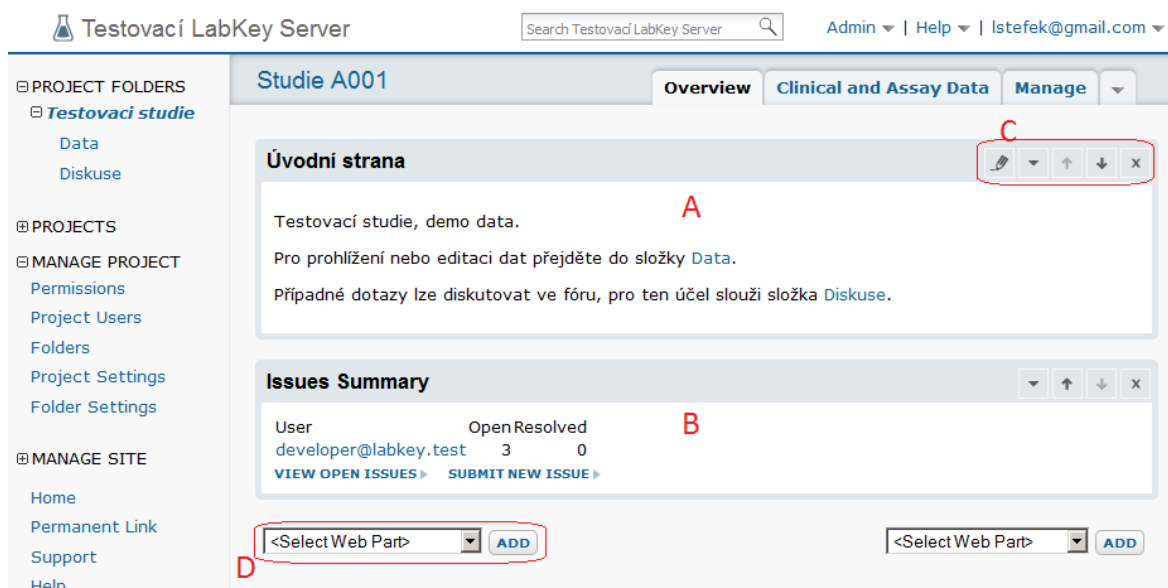 Testovací LabKey Server
Search Testovací LabKey Server
Admin | Help | lstefek@gmail.com
PROJECT FOLDERS
Testovaci studie
Data
Diskuse
PROJECTS
MANAGE PROJECT
Permissions
Project Users
Folders
Project Settings
Folder Settings
MANAGE SITE
Home
Permanent Link
Support
Help
Studie A001
Overview
Clinical and Assay Data
Manage
C
Úvodní strana
x
A
Testovací studie, demo data.
Pro prohlížení nebo editaci dat přejděte do složky Data.
Případné dotazy lze diskutovat ve fóru, pro ten účel slouži složka Diskuse.
Issues Summary
x
B
User Open Resolved
developer@labkey.test 3 0
VIEW OPEN ISSUES SUBMIT NEW ISSUE
<Select Web Part> ADD
D
<Select Web Part> ADD